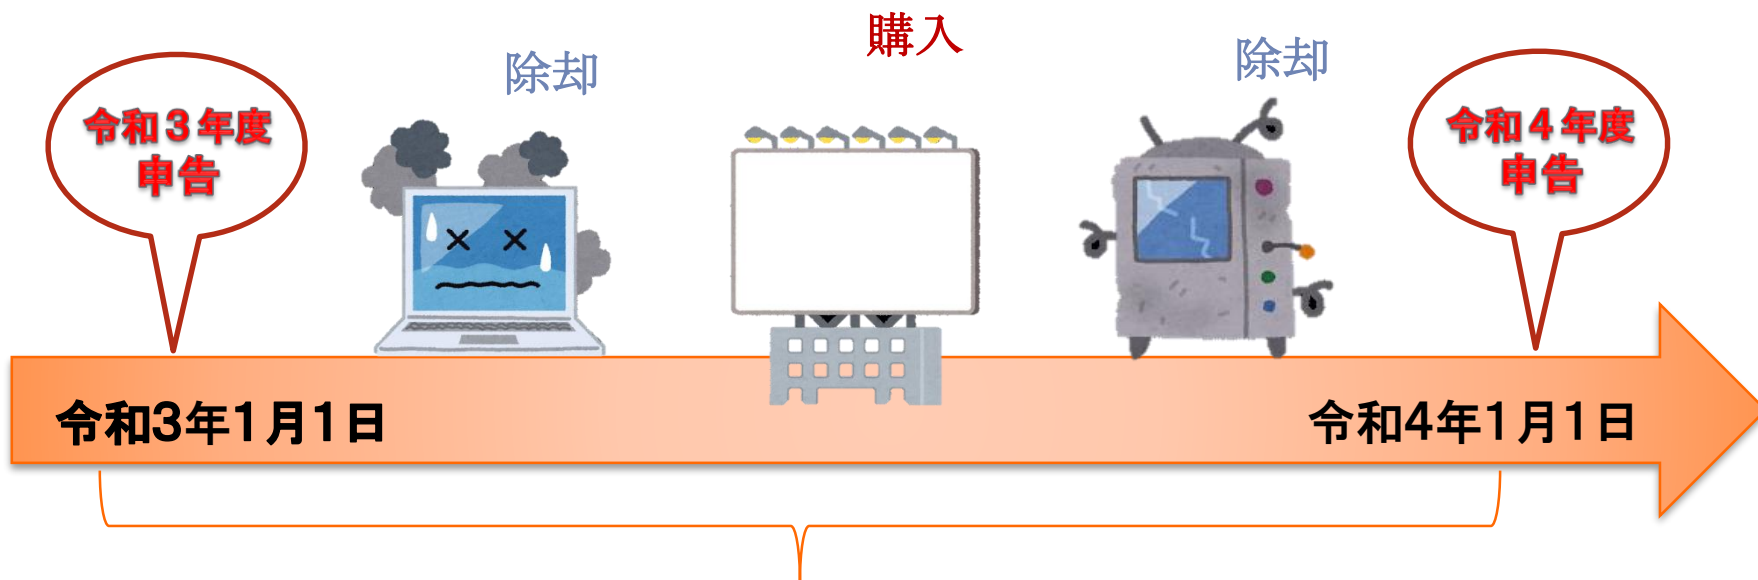 購入
除却
除却
令和３年度
申告
令和４年度
申告
令和3年1月1日
令和4年1月1日